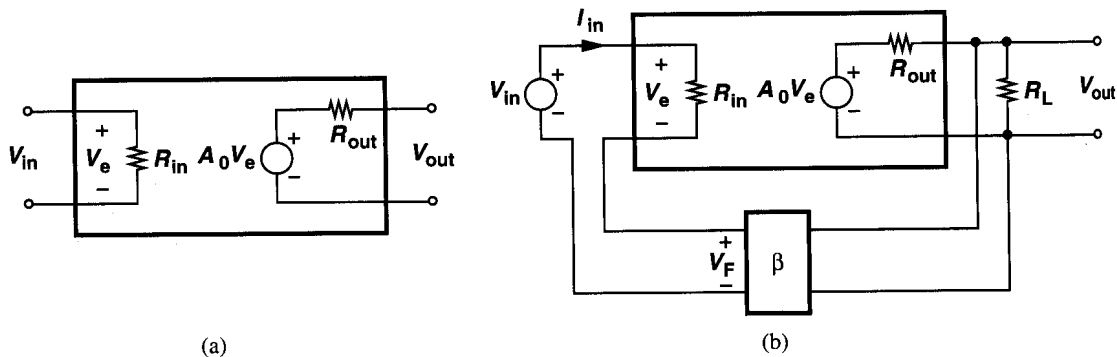 V_in
+
V_e
−
R_in
A_0V_e
+
−
R_out
V_out
(a)
I_in
V_in
+
−
+
V_e
−
R_in
A_0V_e
+
−
R_out
R_L
V_out
+
V_F
−
β
(b)